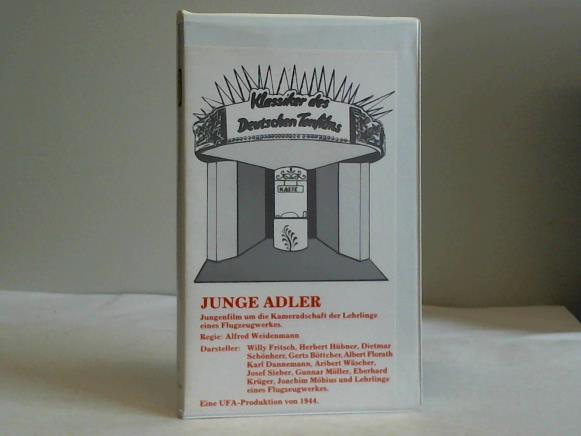 Klassiker des
Deutschen Tonfilms
KASSE
JUNGE ADLER
Jungenfilm um die Kameradschaft der Lehrlinge
eines Flugzeugwerkes.
Regie: Alfred Weidenmann
Darsteller: Willy Fritsch, Herbert Hübner, Dietmar
Schönherr, Gerta Böttcher, Albert Florath
Karl Dannemann, Aribert Wäscher,
Josef Sieber, Gunnar Möller, Eberhard
Krüger, Joachim Möbius und Lehrlinge
eines Flugzeugwerkes.
Eine UFA-Produktion von 1944.